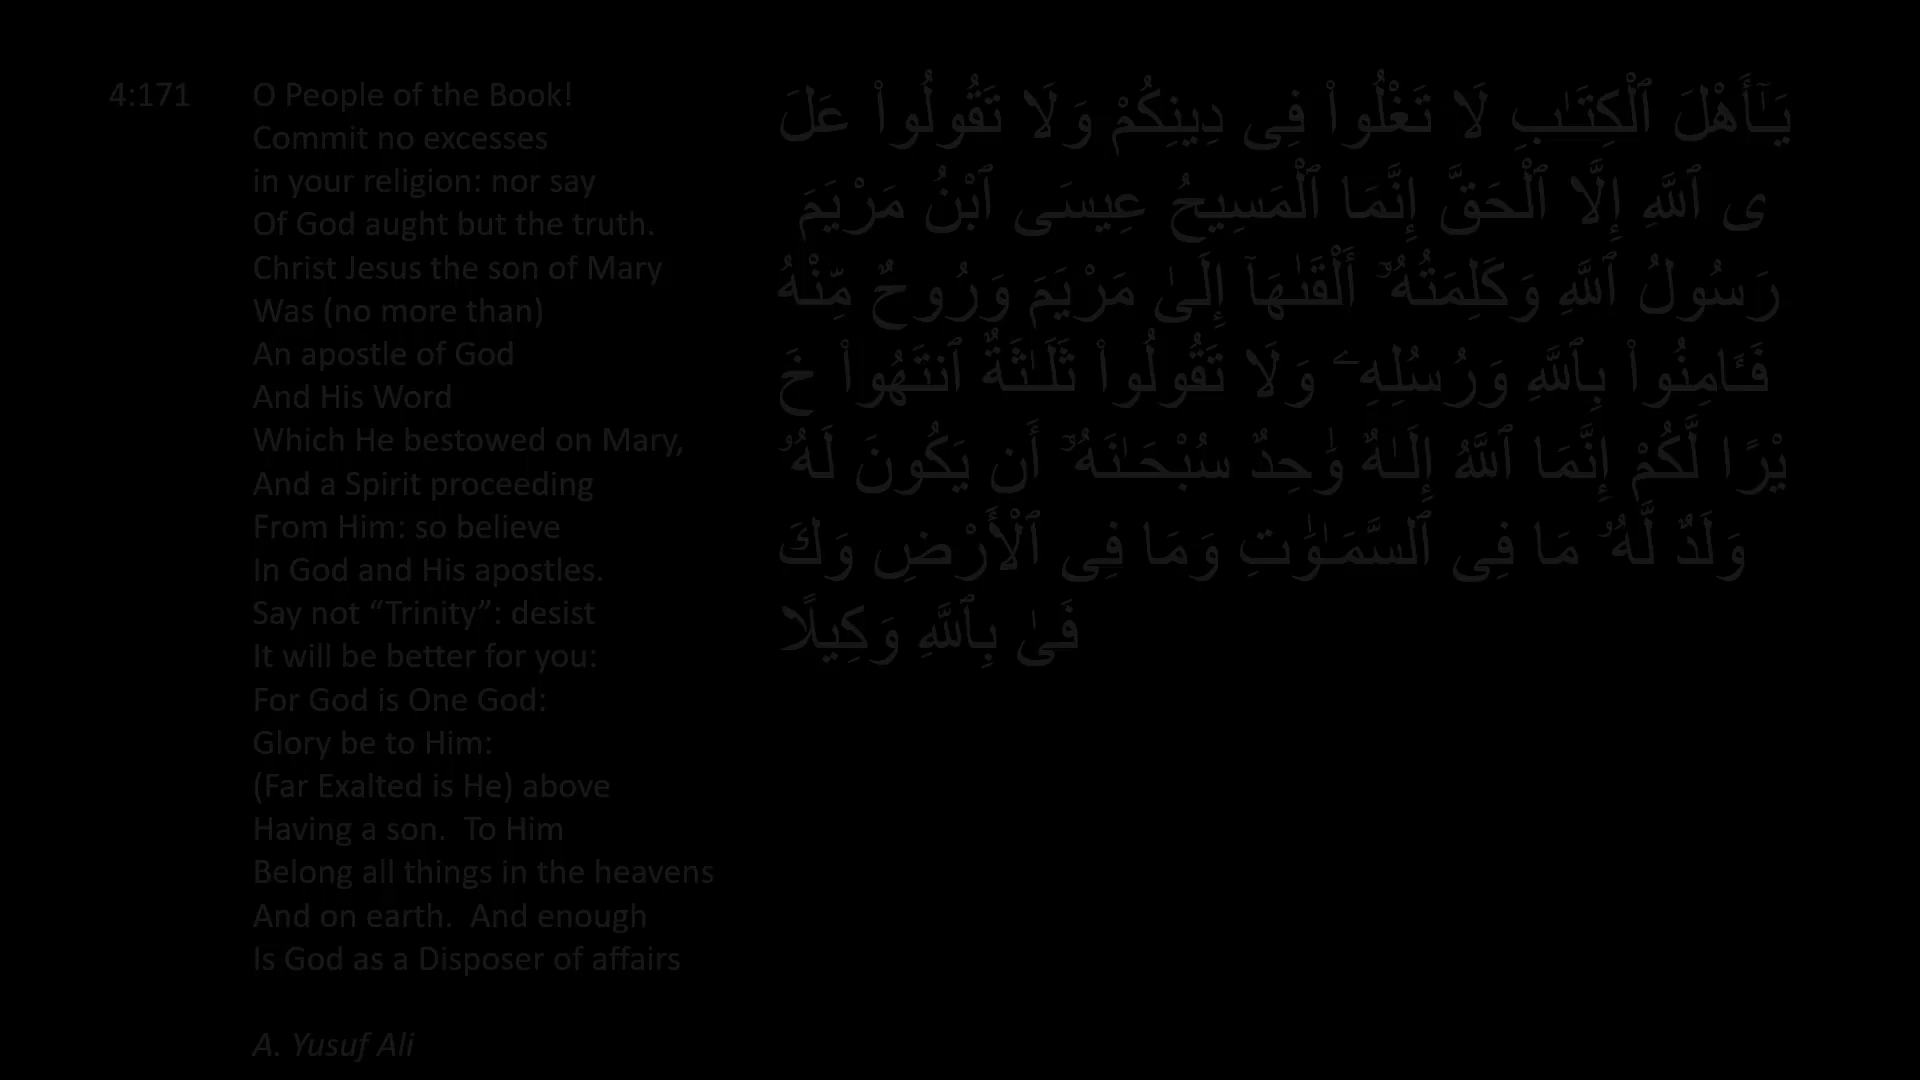 4:171
O People of the Book!
Commit no excesses
in your religion: nor say
Of God aught but the truth.
Christ Jesus the son of Mary
Was (no more than)
An apostle of God
And His Word
Which He bestowed on Mary,
And a Spirit proceeding
From Him: so believe
In God and His apostles.
Say not “Trinity”: desist
It will be better for you:
For God is One God:
Glory be to Him:
(Far Exalted is He) above
Having a son.  To Him
Belong all things in the heavens
And on earth.  And enough
Is God as a Disposer of affairs
A. Yusuf Ali
يَـٰٓأَهْلَ ٱلْكِتَـٰبِ لَا تَغْلُوا۟ فِى دِينِكُمْ وَلَا تَقُولُوا۟ عَلَ
ى ٱللَّهِ إِلَّا ٱلْحَقَّ إِنَّمَا ٱلْمَسِيحُ عِيسَى ٱبْنُ مَرْيَمَ
رَسُولُ ٱللَّهِ وَكَلِمَتُهُۥٓ أَلْقَىٰهَآ إِلَىٰ مَرْيَمَ وَرُوحٌ مِّنْهُ
فَـَٔامِنُوا۟ بِٱللَّهِ وَرُسُلِهِۦ وَلَا تَقُولُوا۟ ثَلَـٰثَةٌ ٱنتَهُوا۟ خَ
يْرًا لَّكُمْ إِنَّمَا ٱللَّهُ إِلَـٰهٌ وَٰحِدٌ سُبْحَـٰنَهُۥٓ أَن يَكُونَ لَهُۥ
وَلَدٌ لَّهُۥ مَا فِى ٱلسَّمَـٰوَٰتِ وَمَا فِى ٱلْأَرْضِ وَكَ
فَىٰ بِٱللَّهِ وَكِيلًا